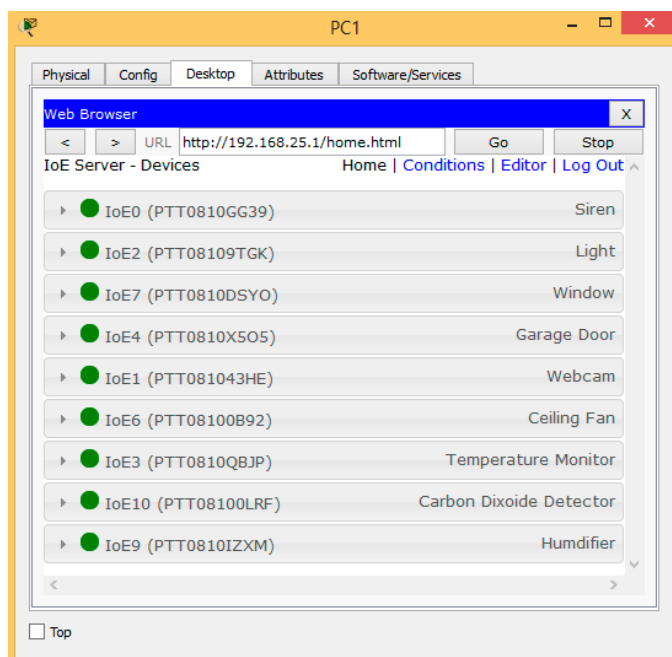 PC1
Physical Config Desktop Attributes Software/Services
Web Browser X
< > URL http://192.168.25.1/home.html Go Stop
IoE Server - Devices Home | Conditions | Editor | Log Out
IoE0 (PTT0810GG39) Siren
IoE2 (PTT08109TGK) Light
IoE7 (PTT0810DSYO) Window
IoE4 (PTT0810X5O5) Garage Door
IoE1 (PTT081043HE) Webcam
IoE6 (PTT08100B92) Ceiling Fan
IoE3 (PTT0810QBJP) Temperature Monitor
IoE10 (PTT08100LRF) Carbon Dixoide Detector
IoE9 (PTT0810IZXM) Humdifier
Top